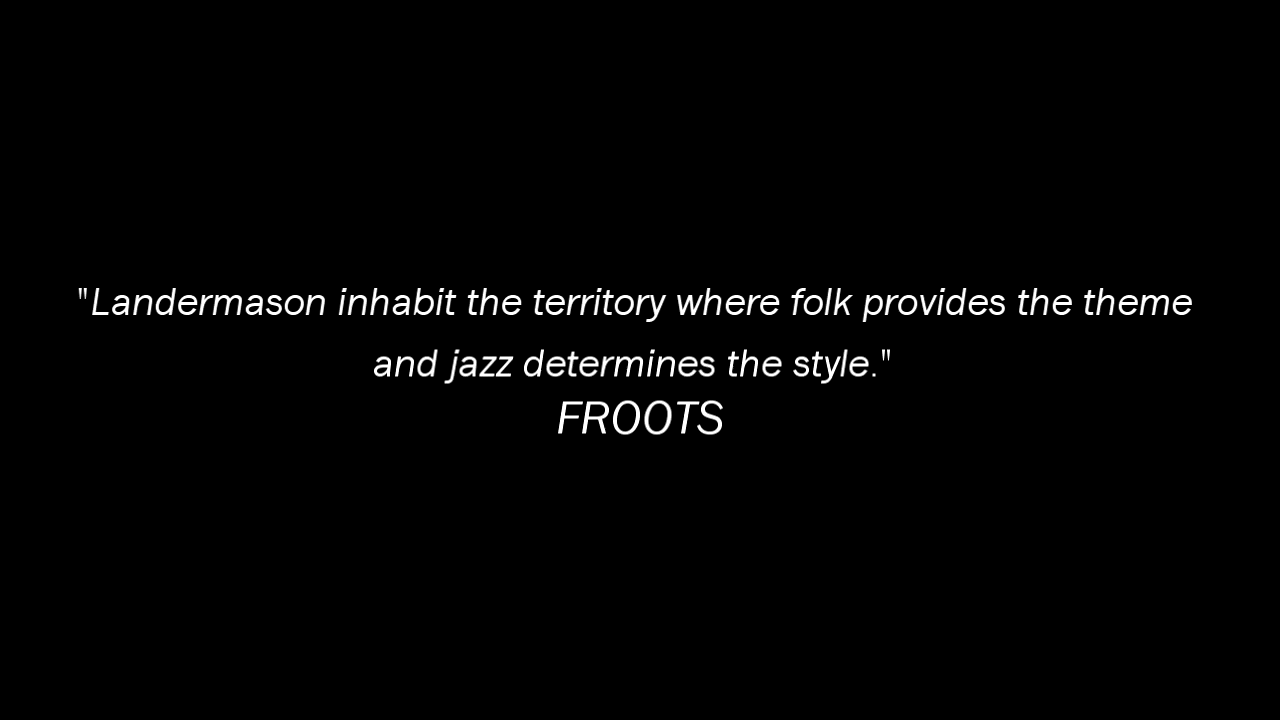 "Landermason inhabit the territory where folk provides the theme
and jazz determines the style."
FROOTS